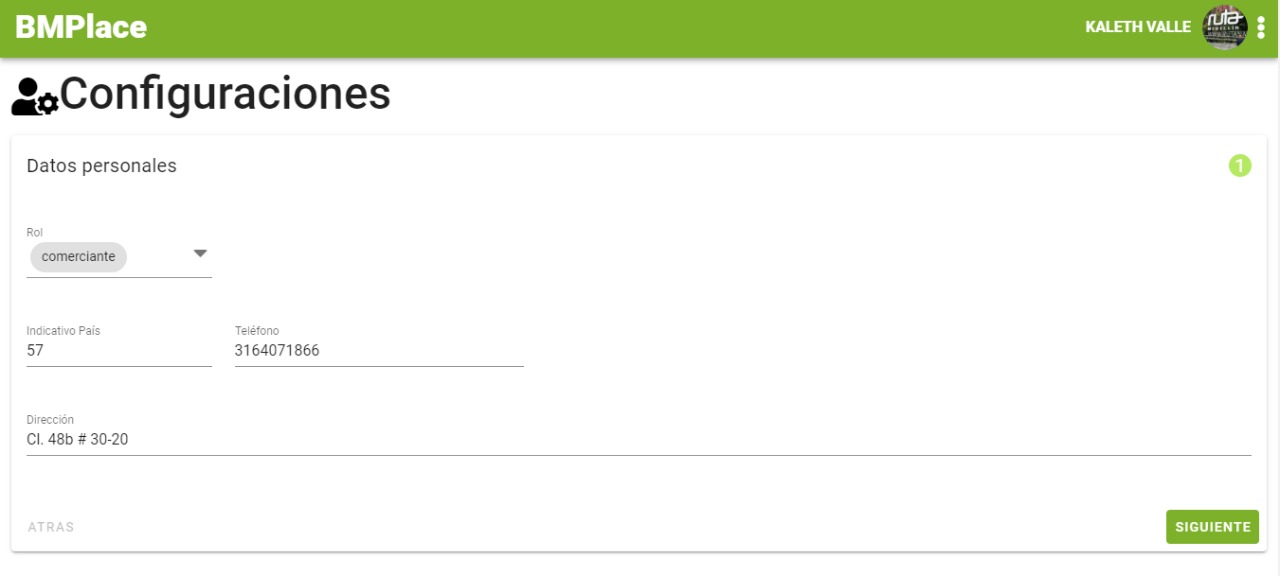 BMPlace
KALETH VALLE
ruta
Configuraciones
Datos personales
1
Rol
comerciante
Indicativo País
57
Teléfono
3164071866
Dirección
Cl. 48b # 30-20
ATRAS
SIGUIENTE